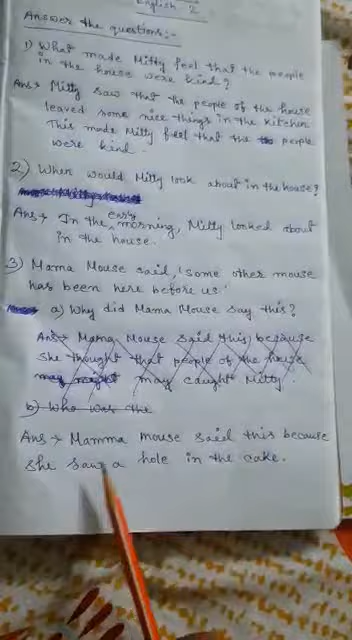 English 2
Answer the questions:-
1) What made Mitty feel that the people
in the house were kind?
Ans→ Mitty saw that the people of the house
leaved some nice things in the kitchen
This made Mitty feel that the people
were kind.
2) When would Mitty look about in the house?
Ans→ In the early morning, Mitty looked about
in the house.
3) Mama Mouse said, 'Some other mouse
has been here before us'
a) Why did Mama Mouse say this?
Ans→ Mama Mouse said this because
she thought that people of the house
may caught Mitty.
b) Who was the
Ans→ Mamma mouse said this because
she saw a hole in the cake.